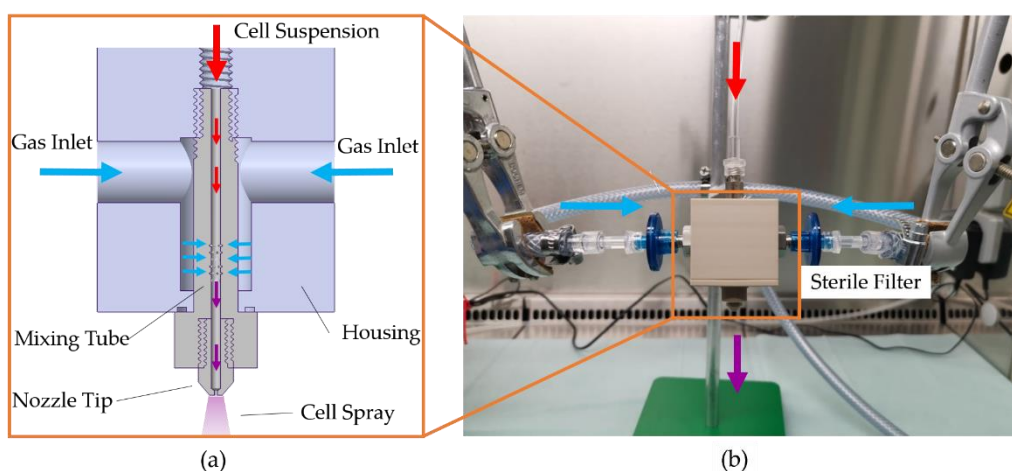 Cell Suspension
Gas Inlet
Gas Inlet
Sterile Filter
Mixing Tube
Housing
Nozzle Tip
Cell Spray
(a)
(b)